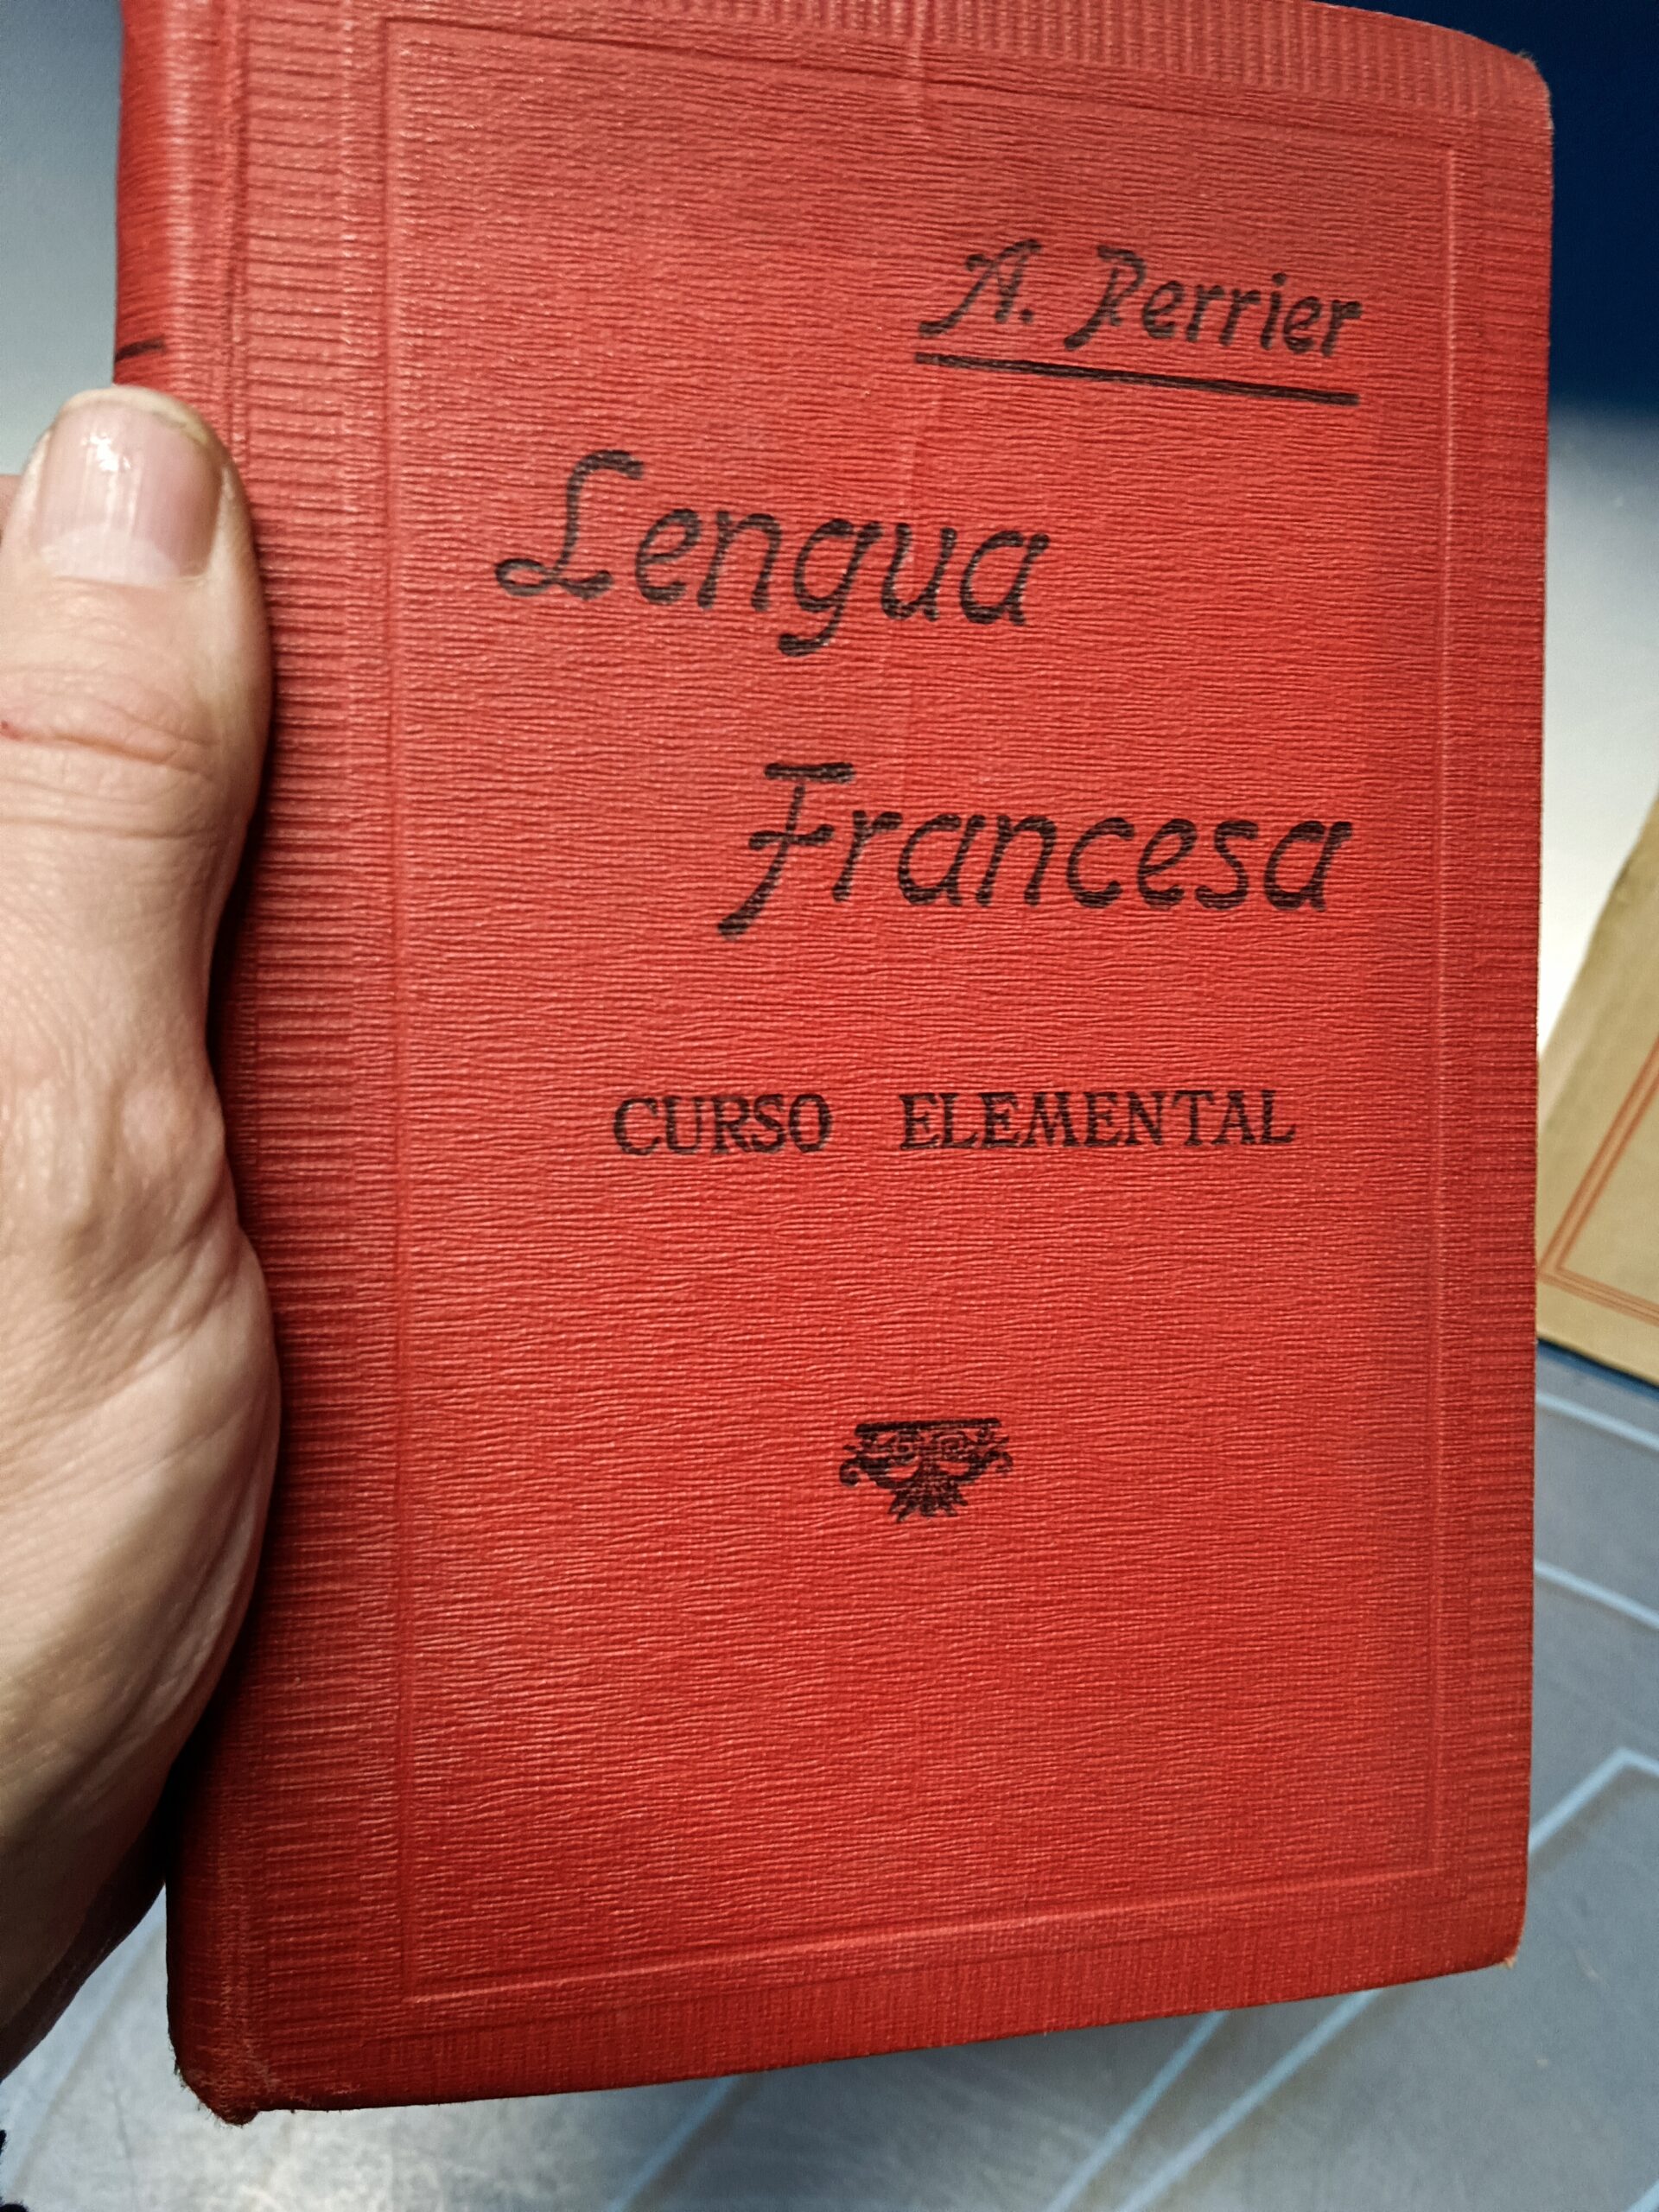 A. Perrier
Lengua
Francesa
CURSO ELEMENTAL